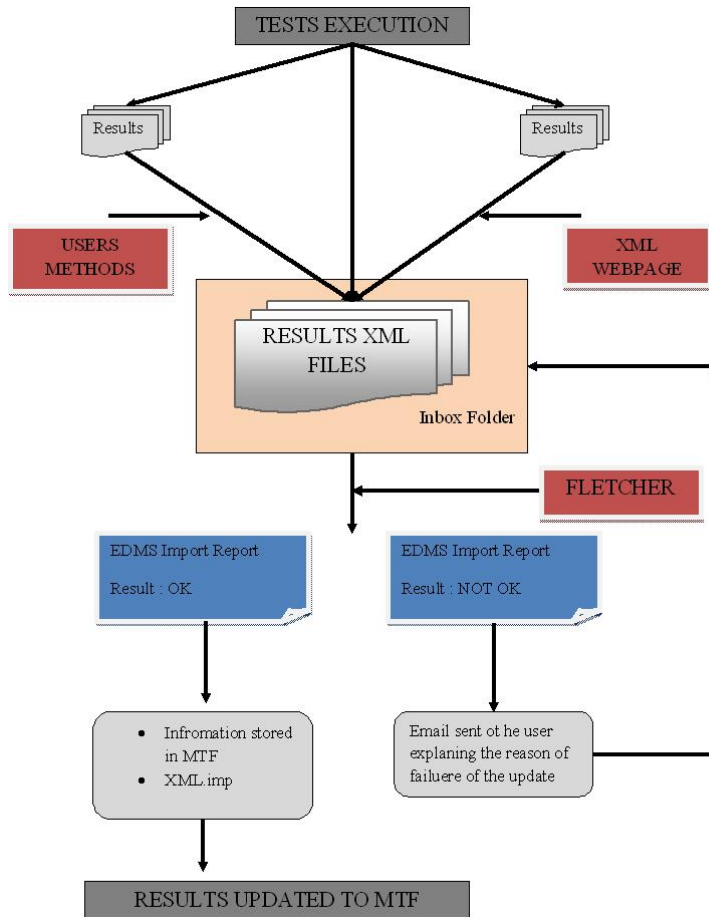 TESTS EXECUTION
Results
Results
USERS
METHODS
XML
WEBPAGE
RESULTS XML
FILES
Inbox Folder
FLETCHER
EDMS Import Report
Result : OK
EDMS Import Report
Result : NOT OK
• Infromation stored
in MTF
• XML.imp
Email sent ot he user
explaning the reason of
failuere of the update
RESULTS UPDATED TO MTF